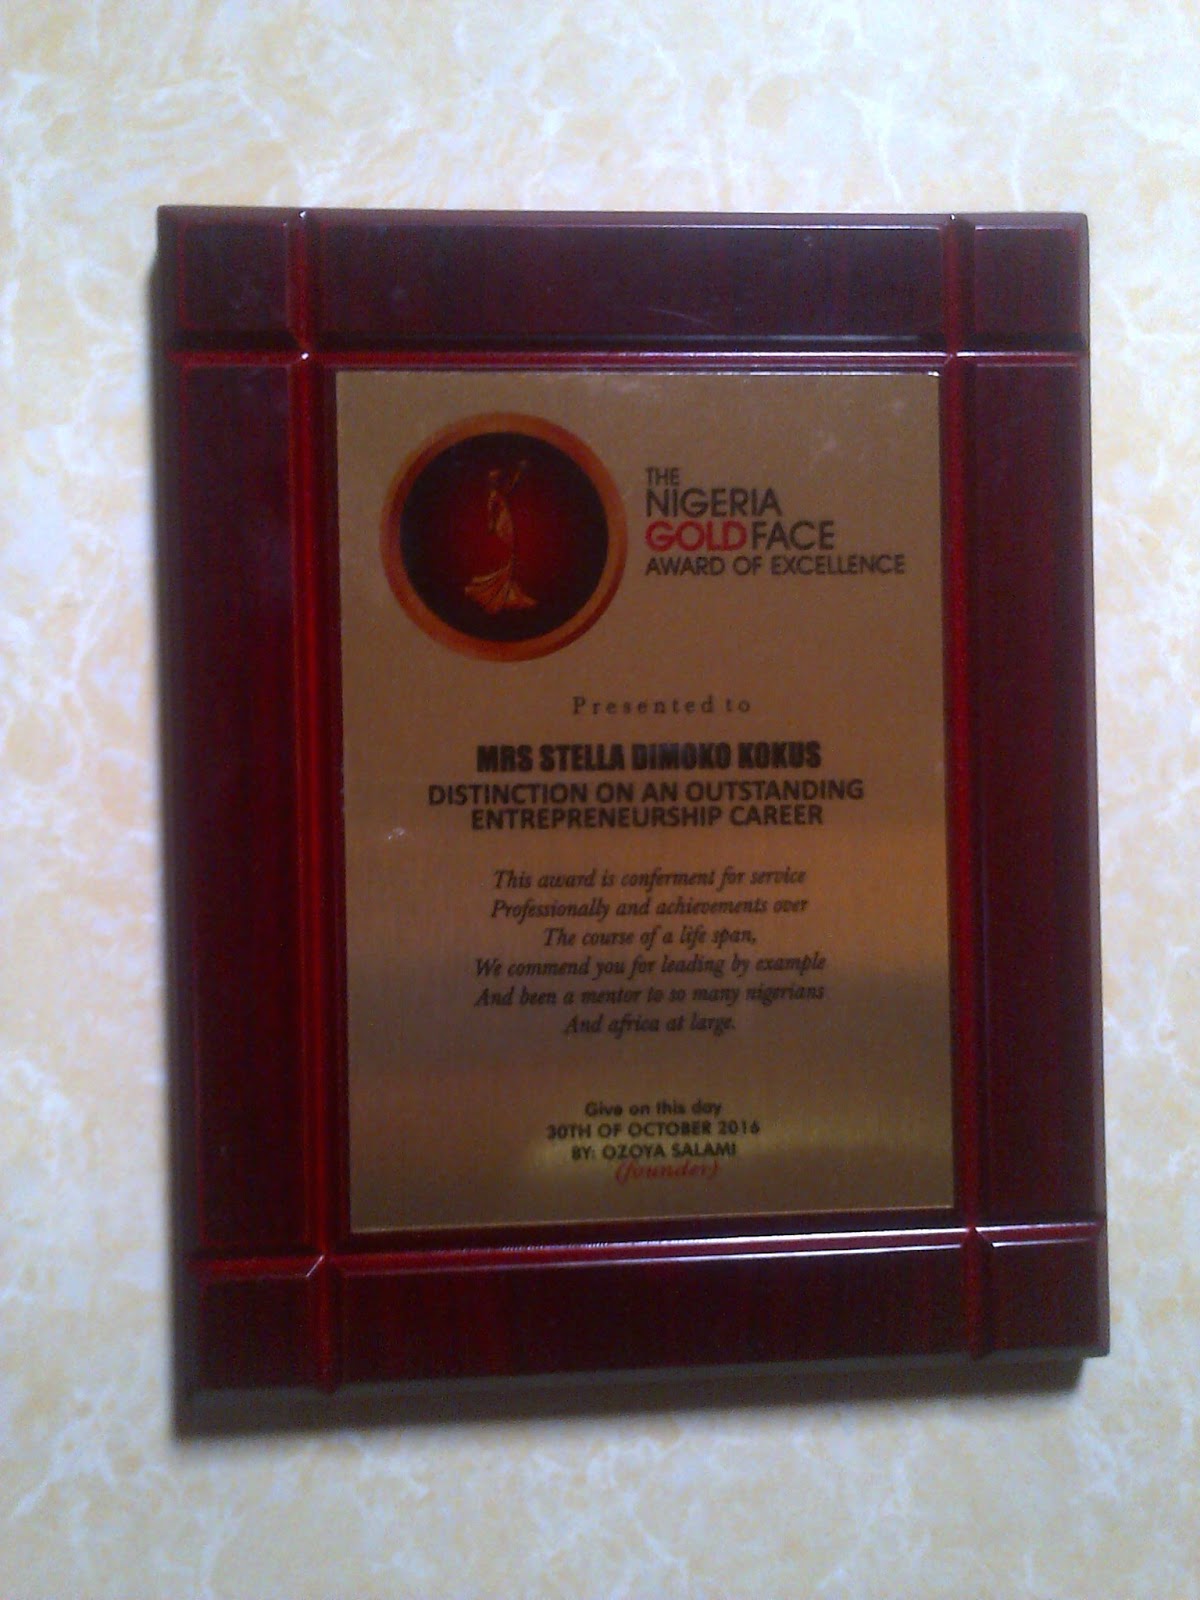 THE
NIGERIA
GOLD FACE
AWARD OF EXCELLENCE
Presented to
MRS STELLA DIMOKO KOKUS
DISTINCTION ON AN OUTSTANDING
ENTREPRENEURSHIP CAREER
This award is conferment for service
Professionally and achievements over
The course of a life span,
We commend you for leading by example
And been a mentor to so many nigerians
And africa at large.
Give on this day
30TH OF OCTOBER 2016
BY: OZOYA SALAMI
(founder)